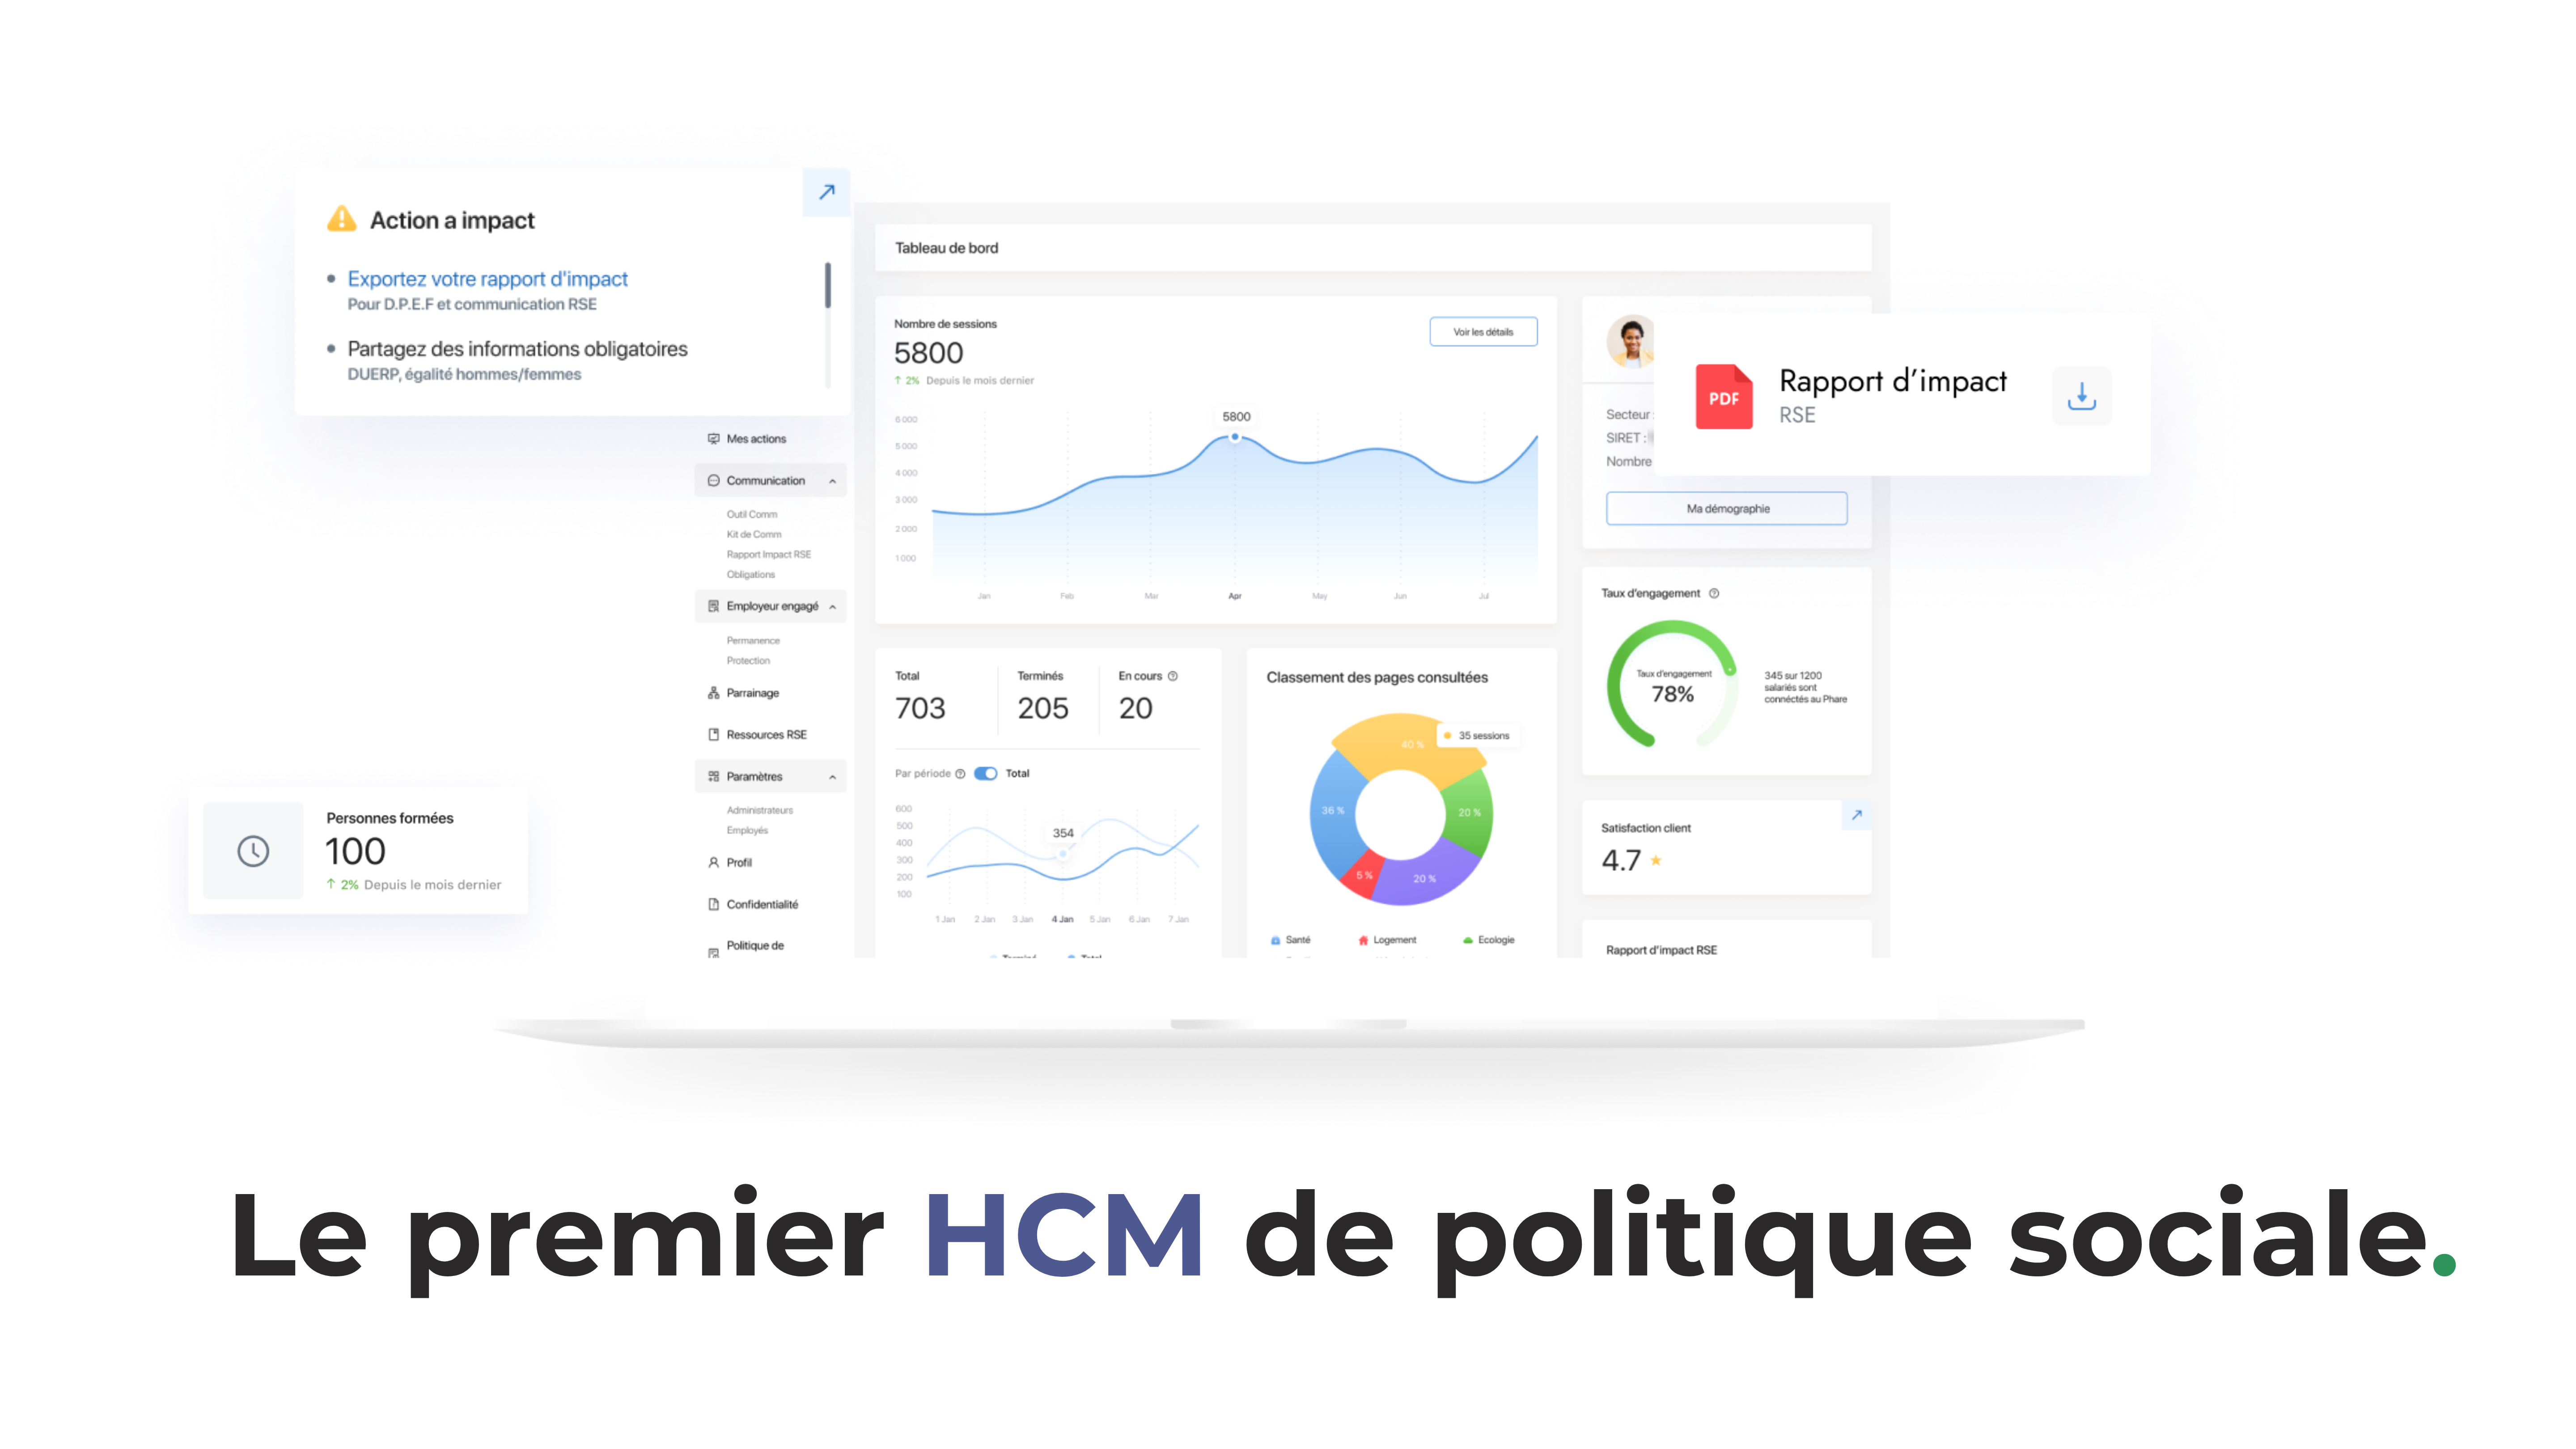 Action a impact
Exportez votre rapport d'impact
Pour D.P.E.F et communication RSE
Partagez des informations obligatoires
DUERP, égalité hommes/femmes
Mes actions
Communication
Outil Comm
Kit de Comm
Rapport Impact RSE
Obligations
Employeur engagé
Permanence
Protection
Parrainage
Ressources RSE
Paramètres
Administrateurs
Employés
Profil
Confidentialité
Politique de
Personnes formées
100
↑ 2% Depuis le mois dernier
Tableau de bord
Nombre de sessions
5800
↑ 2% Depuis le mois dernier
Voir les détails
6 000
5 000
4 000
3 000
2 000
1 000
5800
Jan Feb Mar Apr May Jun Jul
Total Terminés En cours
703 205 20
Par période Total
600
500
400
300
200
100
354
1 Jan 2 Jan 3 Jan 4 Jan 5 Jan 6 Jan 7 Jan
Terminé Total
Classement des pages consultées
35 sessions
40 %
36 %
20 %
5 %
20 %
Santé Logement Ecologie
PDF
Rapport d’impact
RSE
Secteur
SIRET :
Nombre
Ma démographie
Taux d'engagement
Taux d'engagement
78%
345 sur 1200
salariés sont
connéctés au Phare
Satisfaction client
4.7
Rapport d'impact RSE
Le premier HCM de politique sociale.